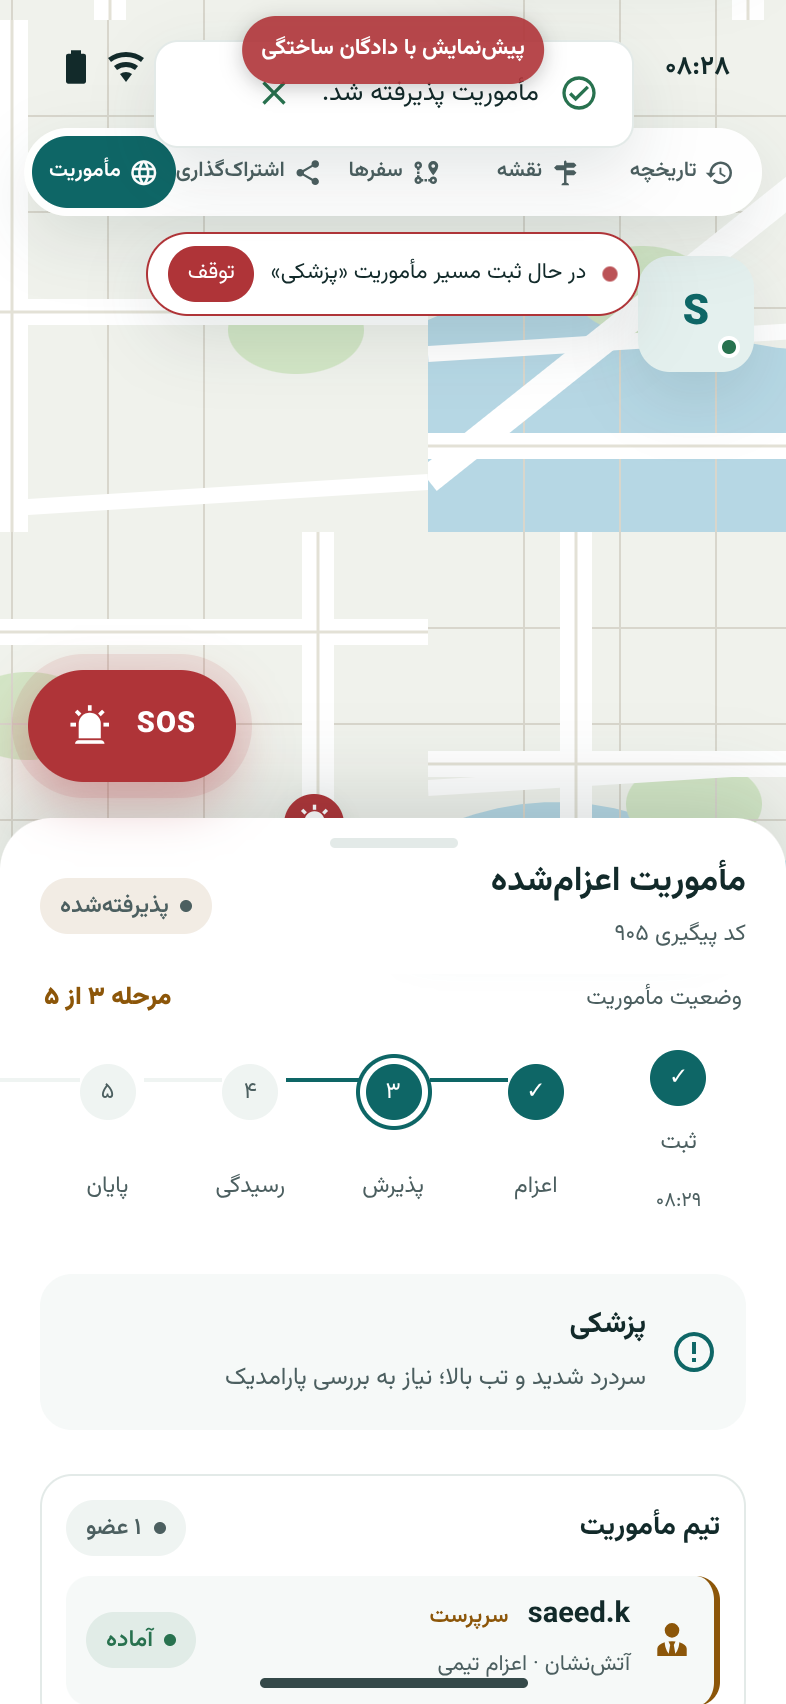 پیش‌نمایش با دادگان ساختگی
۰۸:۲۸
مأموریت پذیرفته شد.
تاریخچه
نقشه
سفرها
اشتراک‌گذاری
مأموریت
در حال ثبت مسیر مأموریت «پزشکی»
توقف
S
SOS
مأموریت اعزام‌شده
پذیرفته‌شده
کد پیگیری ۹۰۵
وضعیت مأموریت
مرحله ۳ از ۵
✓
✓
۳
۴
۵
ثبت
اعزام
پذیرش
رسیدگی
پایان
۰۸:۲۹
پزشکی
سردرد شدید و تب بالا؛ نیاز به بررسی پارامدیک
تیم مأموریت
۱ عضو
saeed.k سرپرست
آماده
آتش‌نشان · اعزام تیمی